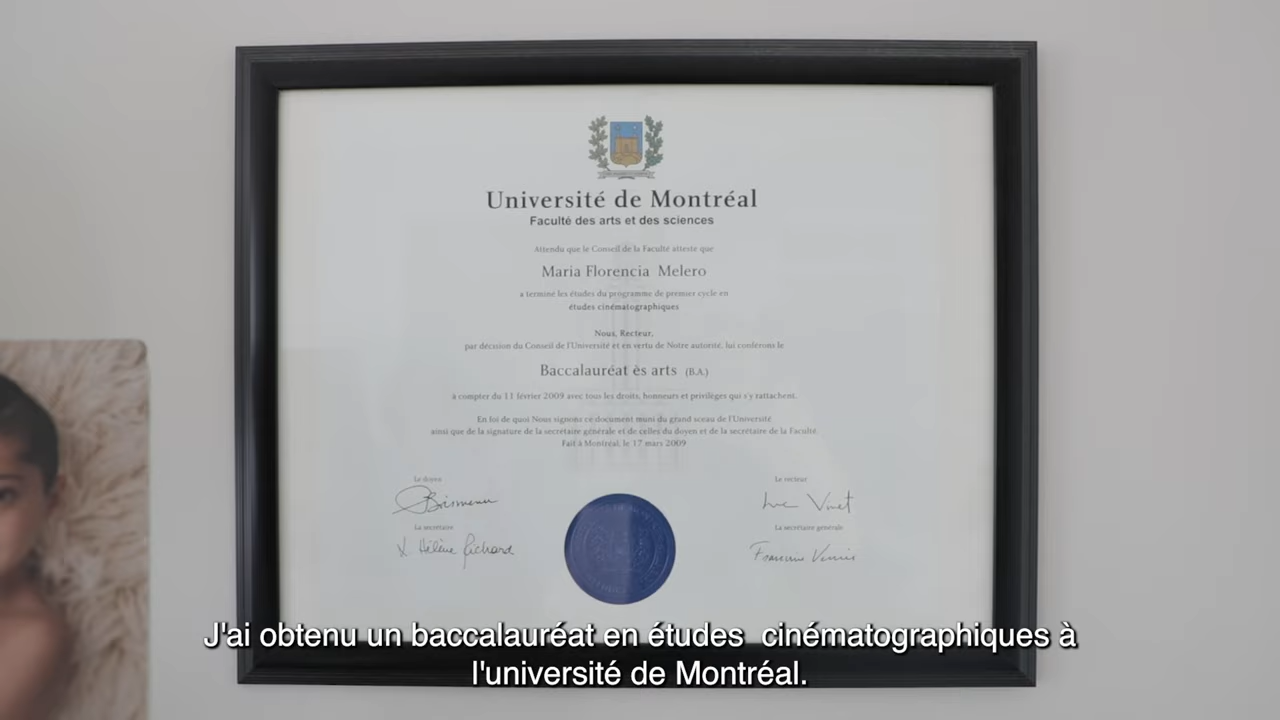 Université de Montréal
Faculté des arts et des sciences
Attendu que le Conseil de la Faculté atteste que
Maria Florencia Melero
a terminé les études du programme de premier cycle en
études cinématographiques
Nous, Recteur,
par décision du Conseil de l'Université et en vertu de Notre autorité, lui conférons le
Baccalauréat ès arts (B.A.)
à compter du 11 février 2009 avec tous les droits, honneurs et privilèges qui s'y rattachent.
En foi de quoi Nous signons ce document muni du grand sceau de l'Université
ainsi que de la signature de la secrétaire générale et de celles du doyen et de la secrétaire de la Faculté.
Fait à Montréal, le 17 mars 2009
Le doyen
Le recteur
Luc Vinet
La secrétaire
La secrétaire générale
Hélène Richard
J'ai obtenu un baccalauréat en études cinématographiques à
l'université de Montréal.